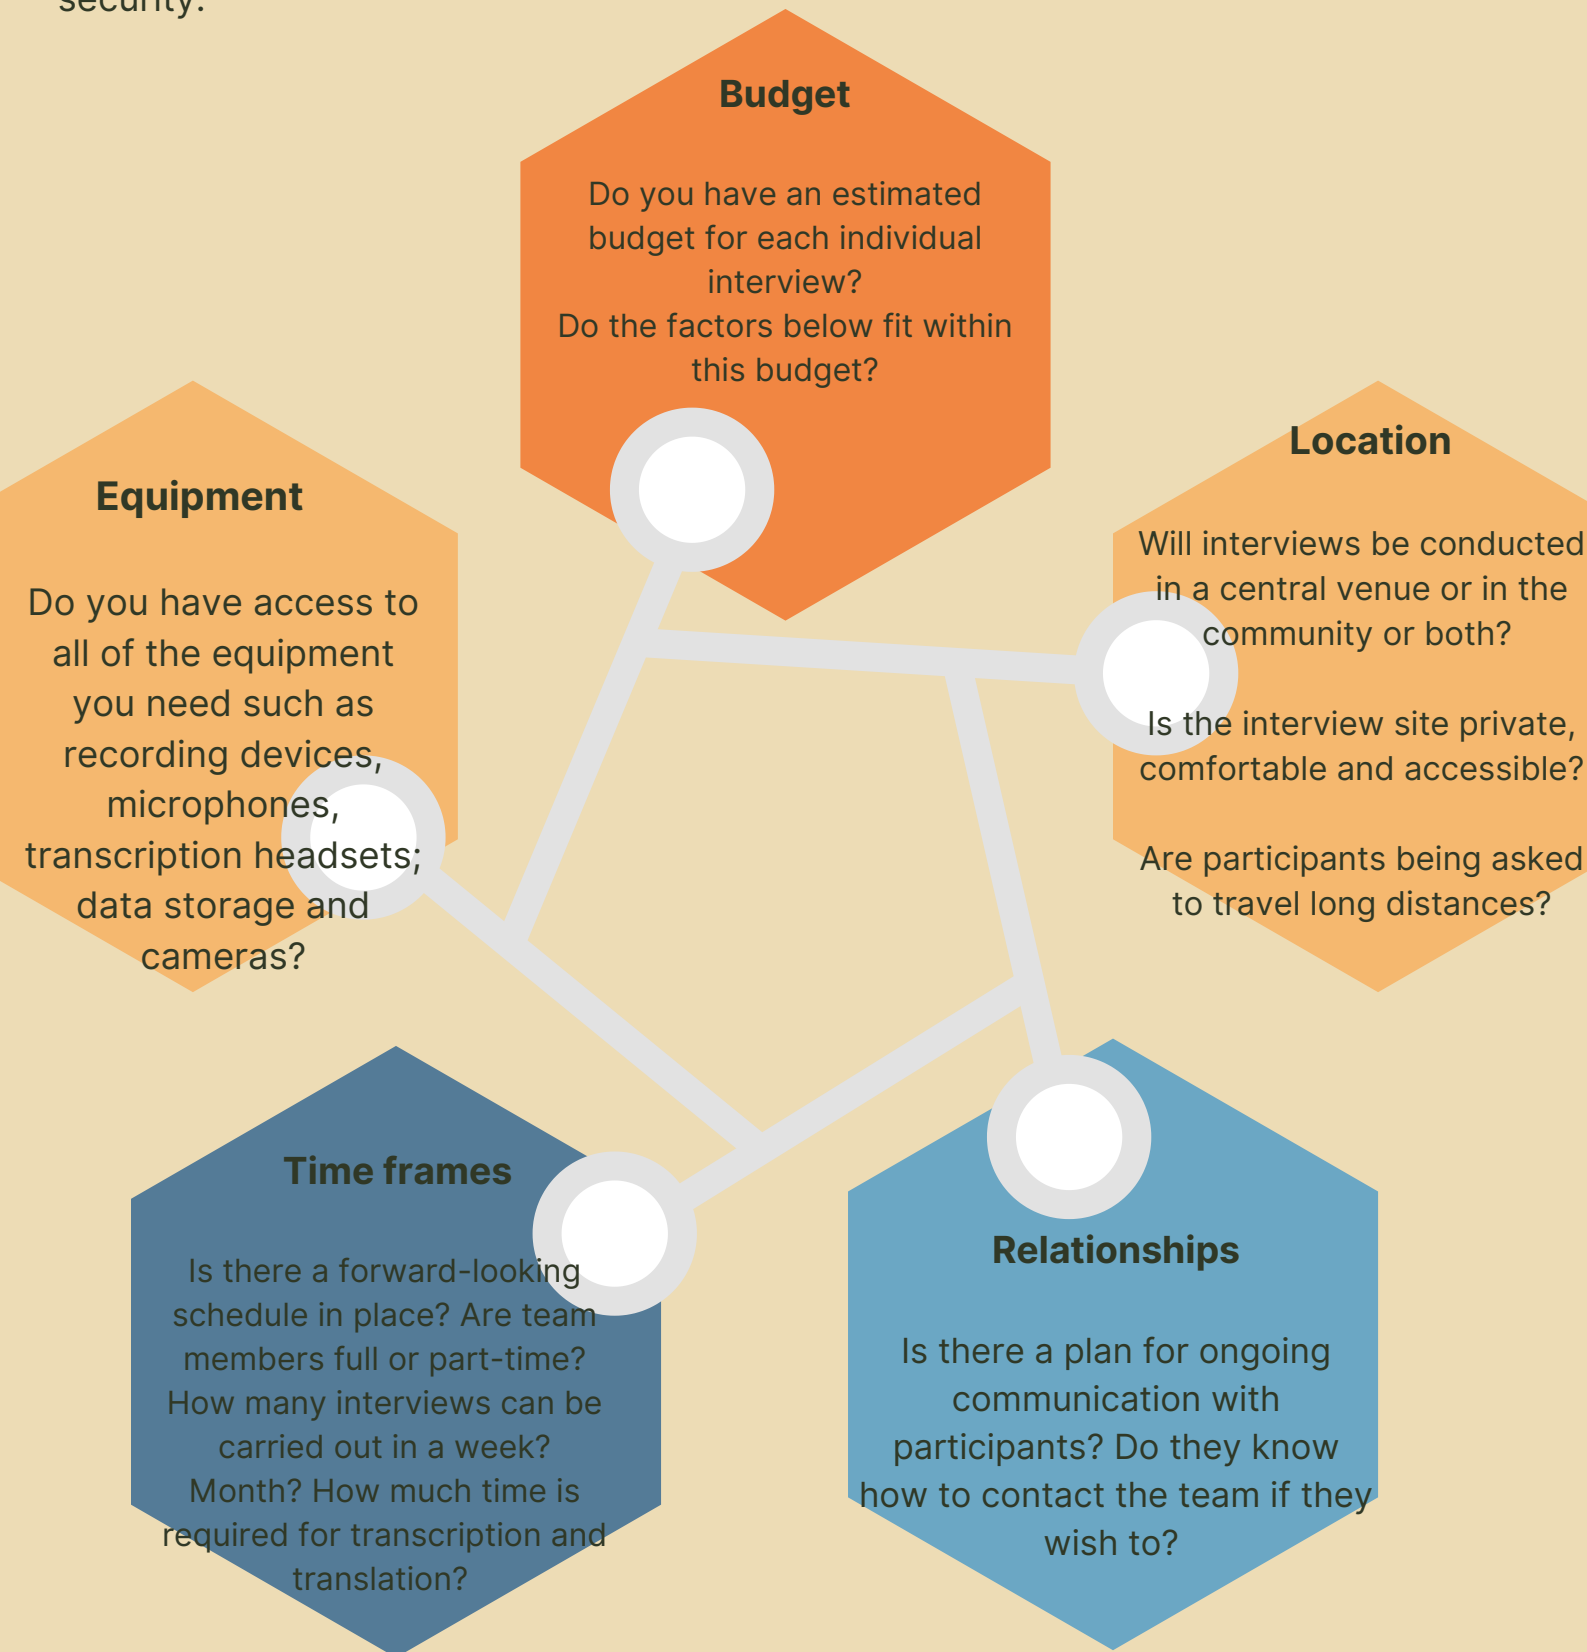 security.
Budget
Do you have an estimated
budget for each individual
interview?
Do the factors below fit within
this budget?
Equipment
Do you have access to
all of the equipment
you need such as
recording devices,
microphones,
transcription headsets;
data storage and
cameras?
Location
Will interviews be conducted
in a central venue or in the
community or both?
Is the interview site private,
comfortable and accessible?
Are participants being asked
to travel long distances?
Time frames
Is there a forward-looking
schedule in place? Are team
members full or part-time?
How many interviews can be
carried out in a week?
Month? How much time is
required for transcription and
translation?
Relationships
Is there a plan for ongoing
communication with
participants? Do they know
how to contact the team if they
wish to?